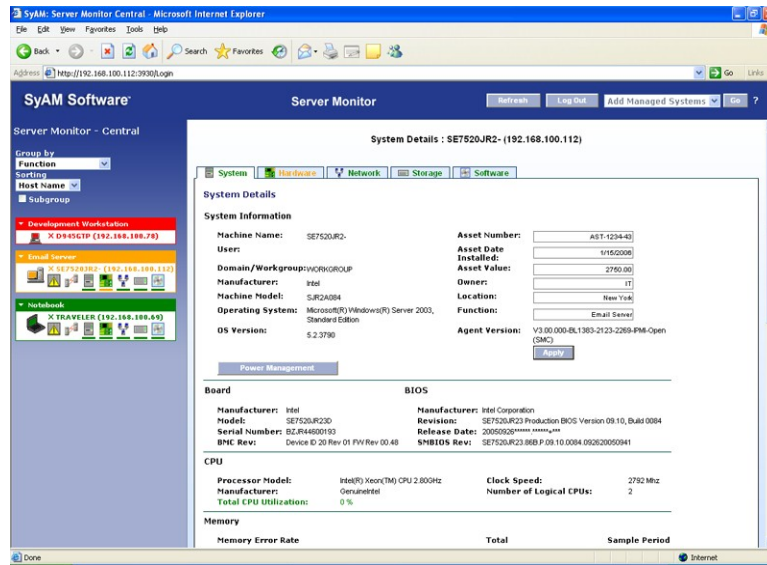 SyAM: Server Monitor Central - Microsoft Internet Explorer
File Edit View Favorites Tools Help
Back Search Favorites
Address http://192.168.100.112:3930/Login Go Links
SyAM Software Server Monitor Refresh Log Out Add Managed Systems Go ?
Server Monitor - Central
System Details : SE7520JR2- (192.168.100.112)
Group by
Function
Sorting
Host Name
Subgroup
Development Workstation
X D945GTP (192.168.100.78)
Email Server
X SE7520JR2- (192.168.100.112)
Notebook
X TRAVELER (192.168.100.69)
System Hardware Network Storage Software
System Details
System Information
Machine Name: SE7520JR2- Asset Number: AST-1234-43
User: Asset Date Installed: 1/15/2006
Domain/Workgroup: WORKGROUP Asset Value: 2750.00
Manufacturer: Intel Owner: IT
Machine Model: SJR2A084 Location: New York
Operating System: Microsoft(R) Windows(R) Server 2003, Standard Edition Function: Email Server
OS Version: 5.2.3790 Agent Version: V3.00.000-BL1383-2123-2269-IPMI-Open (SMC)
Apply
Power Management
Board BIOS
Manufacturer: Intel Manufacturer: Intel Corporation
Model: SE7520JR23D Revision: SE7520JR23 Production BIOS Version 09.10, Build 0084
Serial Number: BZJR44600193 Release Date: 20050926******.******+***
BMC Rev: Device ID 20 Rev 01 FW Rev 00.48 SMBIOS Rev: SE7520JR23.86B.P.09.10.0084.092620050941
CPU
Processor Model: Intel(R) Xeon(TM) CPU 2.80GHz Clock Speed: 2792 Mhz
Manufacturer: GenuineIntel Number of Logical CPUs: 2
Total CPU Utilization: 0 %
Memory
Memory Error Rate Total Sample Period
Done Internet